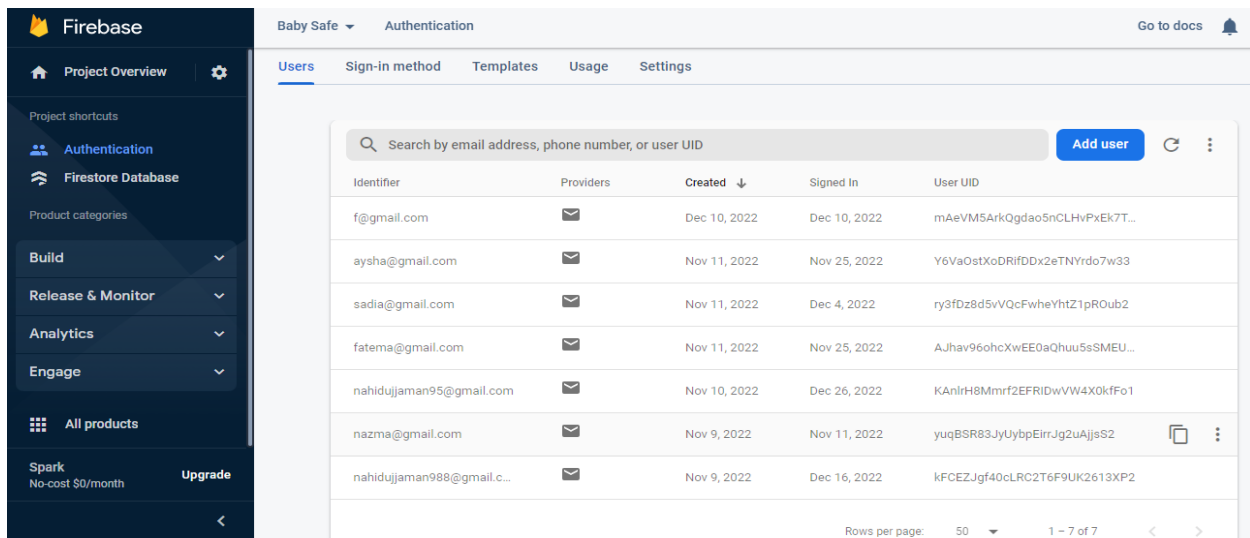 Firebase
Baby Safe Authentication Go to docs
Project Overview
Users Sign-in method Templates Usage Settings
Project shortcuts
Authentication
Firestore Database
Product categories
Build
Release & Monitor
Analytics
Engage
All products
Spark
No-cost $0/month
Upgrade
Search by email address, phone number, or user UID Add user
Identifier Providers Created Signed In User UID
f@gmail.com Dec 10, 2022 Dec 10, 2022 mAeVM5ArkQgdao5nCLHvPxEk7T...
aysha@gmail.com Nov 11, 2022 Nov 25, 2022 Y6VaOstXoDRifDDx2eTNYrdo7w33
sadia@gmail.com Nov 11, 2022 Dec 4, 2022 ry3fDz8d5vVQcFwheYhtZ1pROub2
fatema@gmail.com Nov 11, 2022 Nov 25, 2022 AJhav96ohcXwEE0aQhuu5sSMEU...
nahidujjaman95@gmail.com Nov 10, 2022 Dec 26, 2022 KAnlrH8Mmrf2EFRIDwVW4X0kfFo1
nazma@gmail.com Nov 9, 2022 Nov 11, 2022 yuqBSR83JyUybpEirrJg2uAjjsS2
nahidujjaman988@gmail.c... Nov 9, 2022 Dec 16, 2022 kFCEZJgf40cLRC2T6F9UK2613XP2
Rows per page: 50 1 – 7 of 7